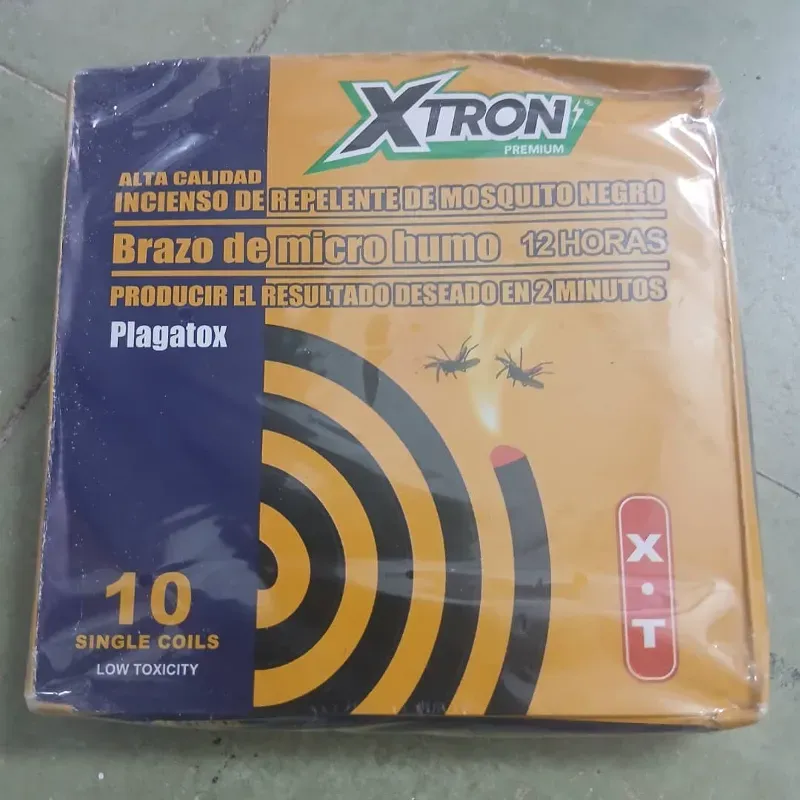 XTRON
PREMIUM
ALTA CALIDAD
INCIENSO DE REPELENTE DE MOSQUITO NEGRO
Brazo de micro humo 12 HORAS
PRODUCIR EL RESULTADO DESEADO EN 2 MINUTOS
Plagatox
X·T
10
SINGLE COILS
LOW TOXICITY